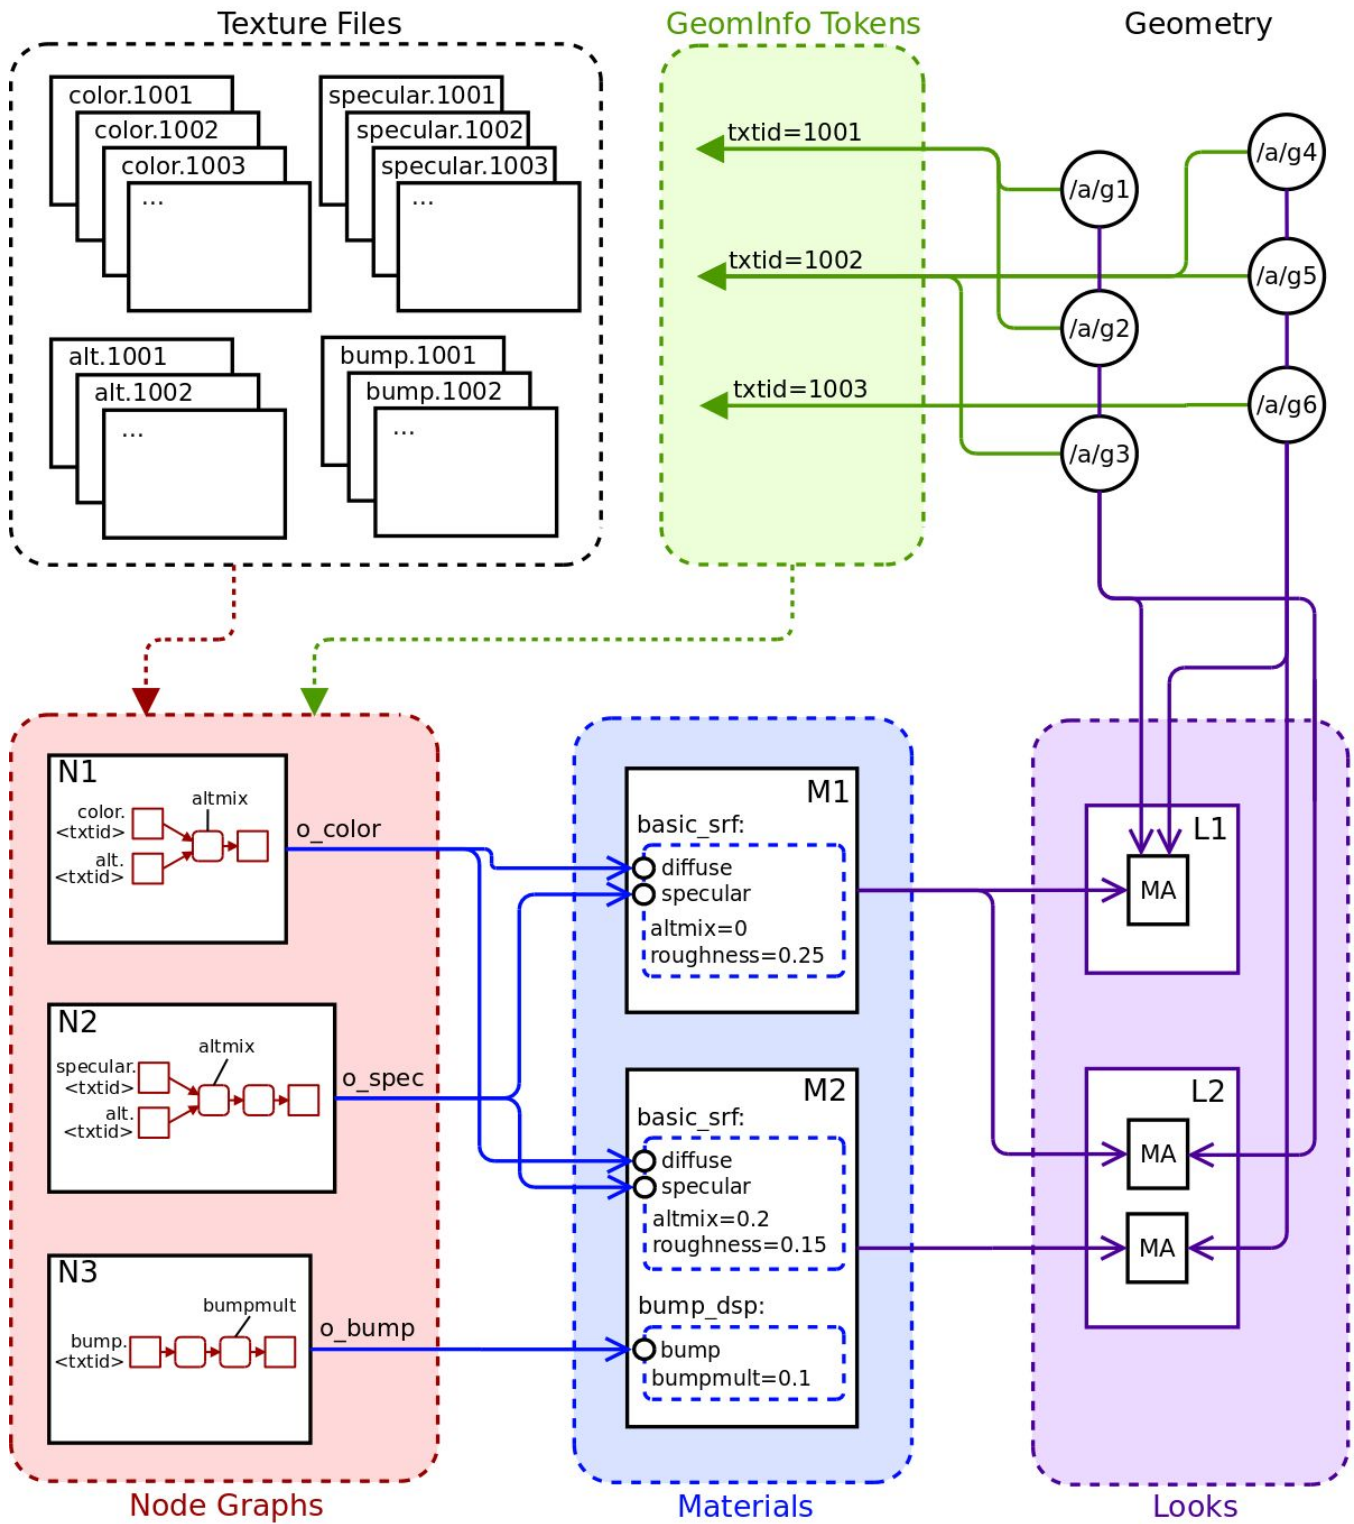 Texture Files
GeomInfo Tokens
Geometry
color.1001
color.1002
color.1003
...
specular.1001
specular.1002
specular.1003
...
alt.1001
alt.1002
...
bump.1001
bump.1002
...
txtid=1001
txtid=1002
txtid=1003
/a/g1
/a/g2
/a/g3
/a/g4
/a/g5
/a/g6
N1
altmix
color.
<txtid>
alt.
<txtid>
o_color
N2
altmix
specular.
<txtid>
alt.
<txtid>
o_spec
N3
bumpmult
bump.
<txtid>
o_bump
Node Graphs
M1
basic_srf:
diffuse
specular
altmix=0
roughness=0.25
M2
basic_srf:
diffuse
specular
altmix=0.2
roughness=0.15
bump_dsp:
bump
bumpmult=0.1
Materials
L1
MA
L2
MA
MA
Looks